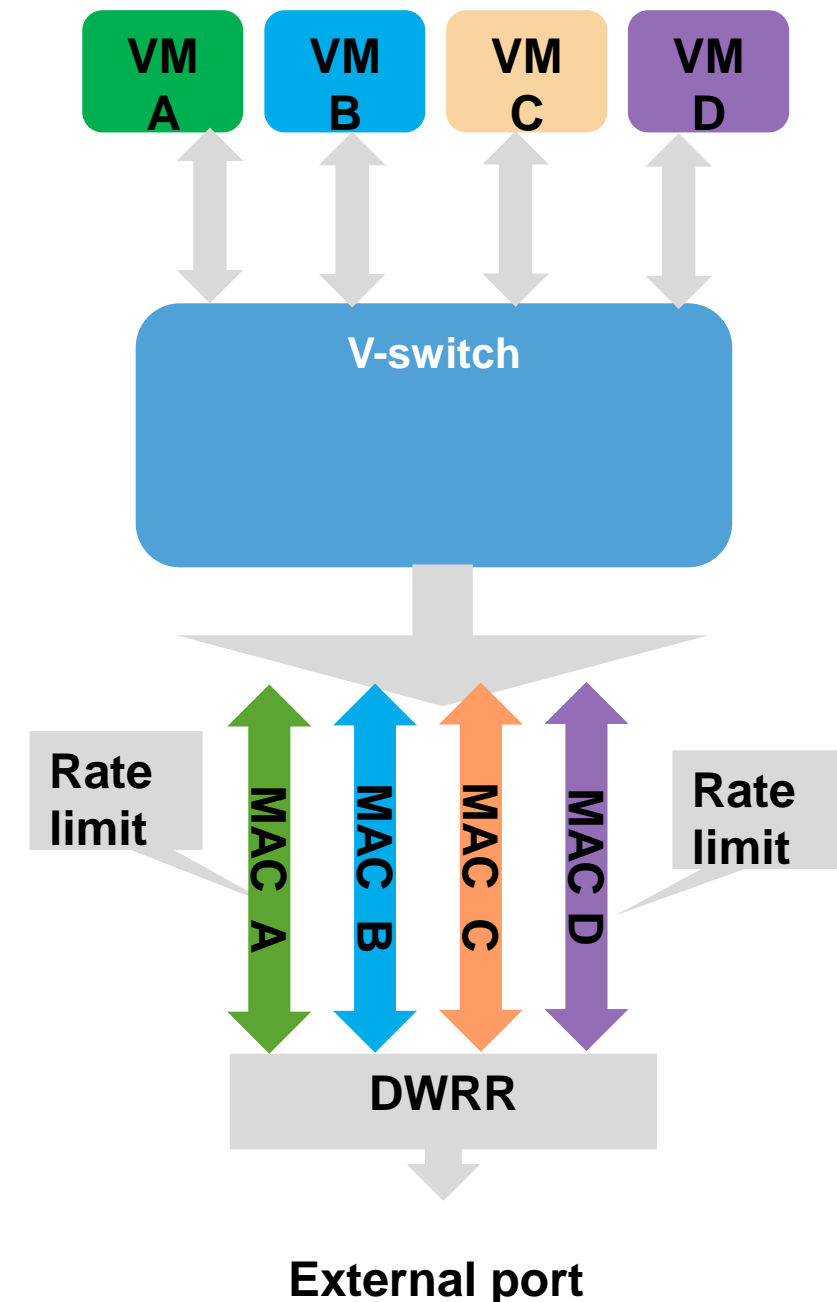 VM
A
VM
B
VM
C
VM
D
V-switch
Rate
limit
MAC A
MAC B
MAC C
MAC D
Rate
limit
DWRR
External port